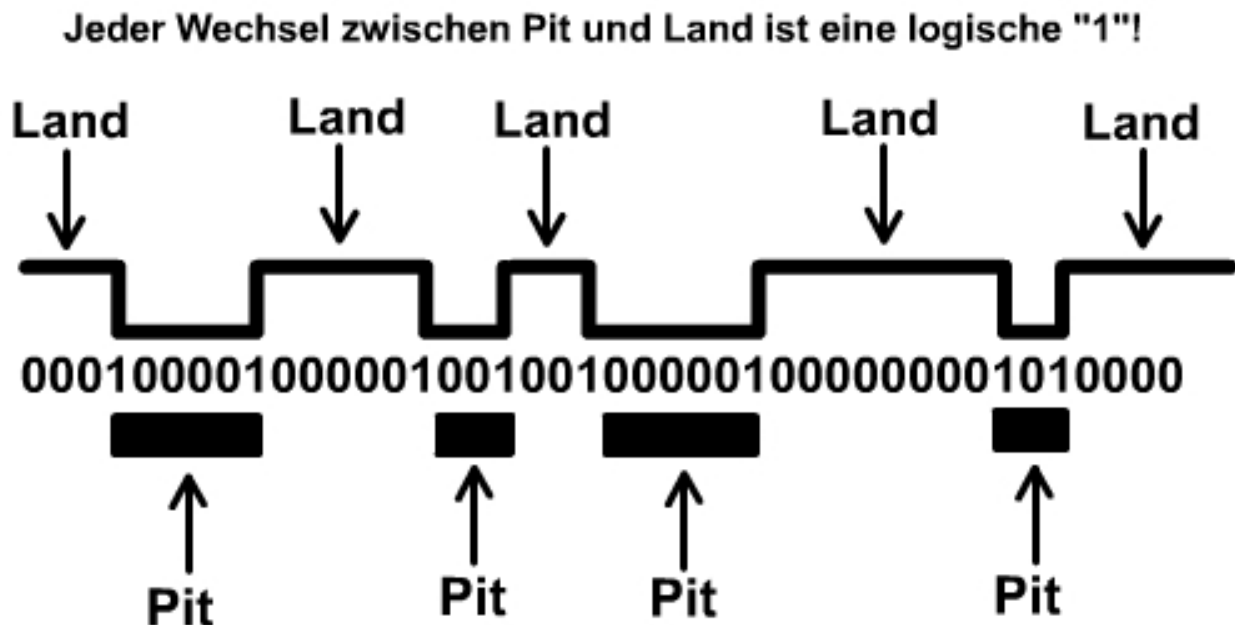 Jeder Wechsel zwischen Pit und Land ist eine logische "1"!
Land Land Land Land Land
000100001000001001001000001000000001010000
Pit Pit Pit Pit